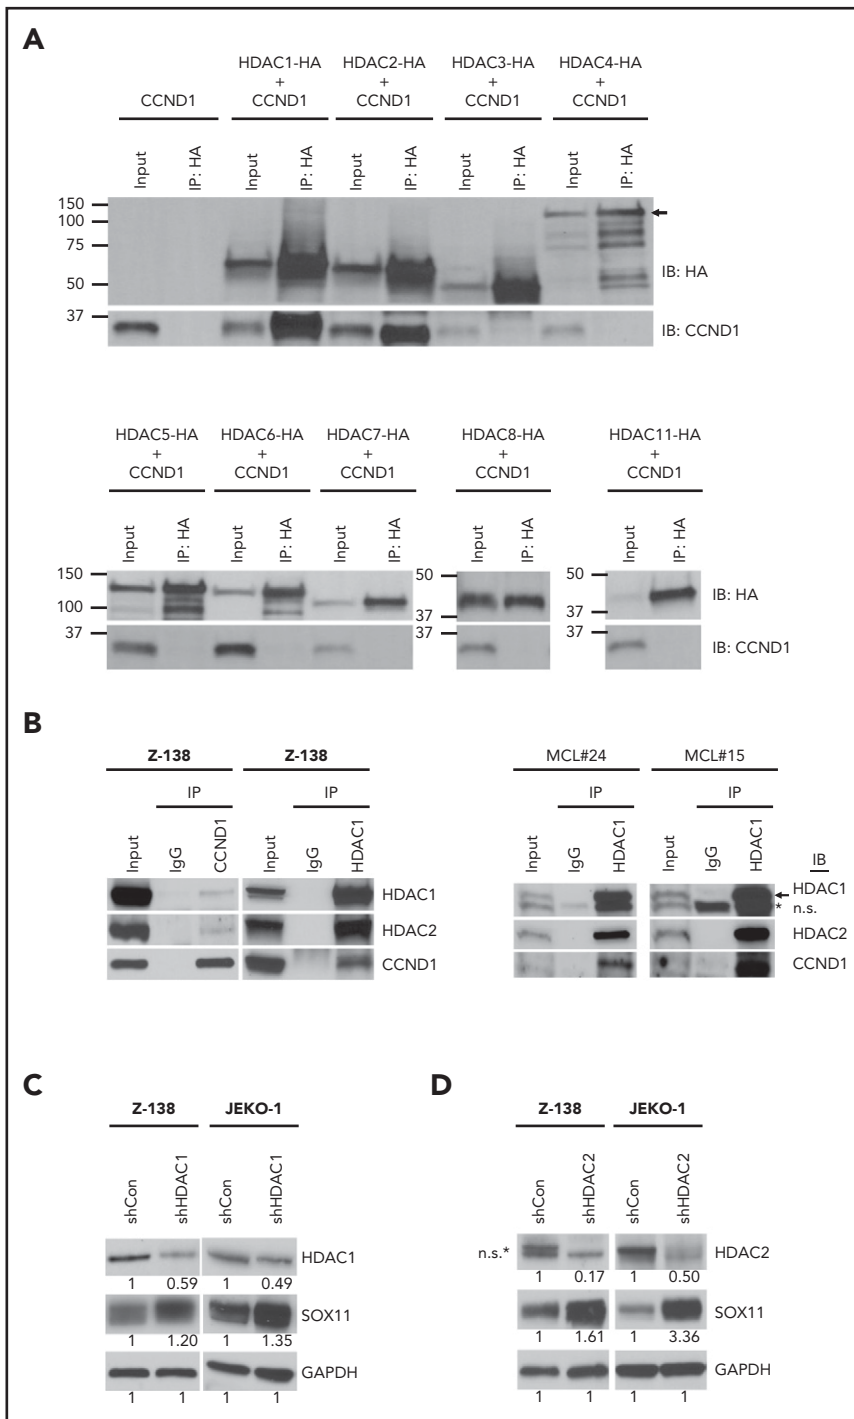 A
HDAC1-HA HDAC2-HA HDAC3-HA HDAC4-HA
+ + + +
CCND1 CCND1 CCND1 CCND1 CCND1
Input IP: HA Input IP: HA Input IP: HA Input IP: HA Input IP: HA
150
100
75
50
IB: HA
37
IB: CCND1
HDAC5-HA HDAC6-HA HDAC7-HA HDAC8-HA HDAC11-HA
+ + + + +
CCND1 CCND1 CCND1 CCND1 CCND1
Input IP: HA Input IP: HA Input IP: HA Input IP: HA Input IP: HA
150 50 50
100 37 37 IB: HA
37 37 37
IB: CCND1
B
Z-138 Z-138 MCL#24 MCL#15
IP IP IP IP
Input IgG CCND1 Input IgG HDAC1 Input IgG HDAC1 Input IgG HDAC1
IB
HDAC1 HDAC1
* n.s.
HDAC2 HDAC2
CCND1 CCND1
C
Z-138 JEKO-1
shCon shHDAC1 shCon shHDAC1
HDAC1
1 0.59 1 0.49
SOX11
1 1.20 1 1.35
GAPDH
1 1 1 1
D
Z-138 JEKO-1
shCon shHDAC2 shCon shHDAC2
n.s.* HDAC2
1 0.17 1 0.50
SOX11
1 1.61 1 3.36
GAPDH
1 1 1 1